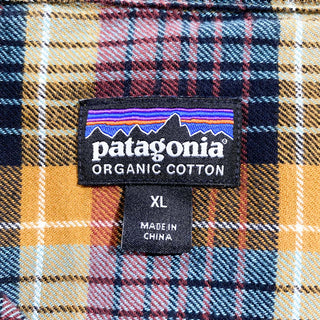 patagonia®
ORGANIC COTTON
XL
MADE IN
CHINA